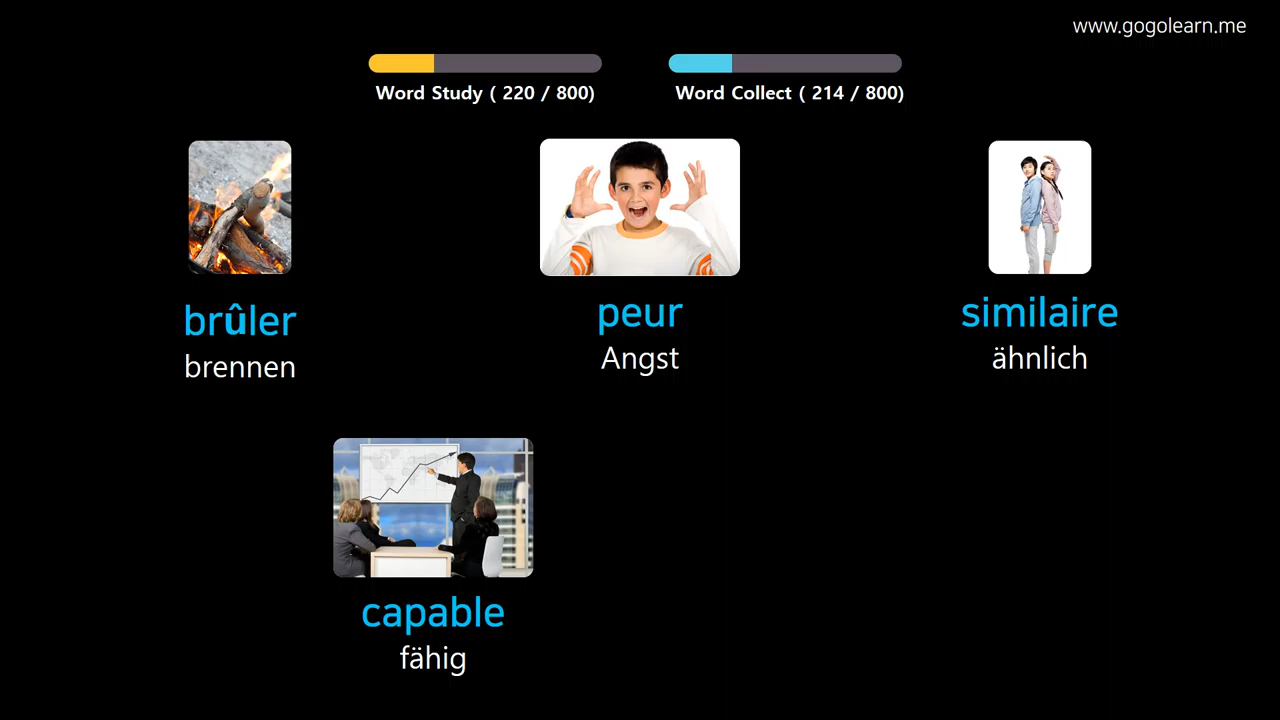 www.gogolearn.me
Word Study ( 220 / 800)
Word Collect ( 214 / 800)
brûler
brennen
peur
Angst
similaire
ähnlich
capable
fähig